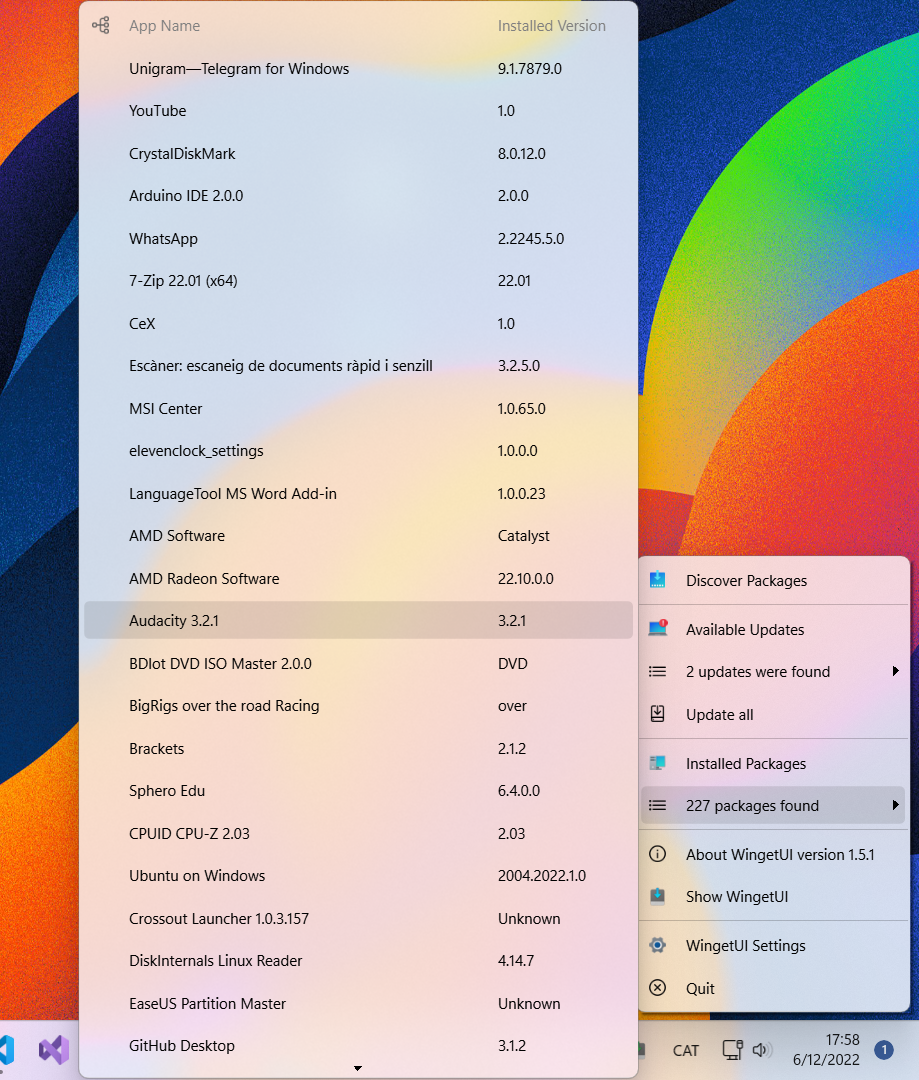 App Name Installed Version
Unigram—Telegram for Windows 9.1.7879.0
YouTube 1.0
CrystalDiskMark 8.0.12.0
Arduino IDE 2.0.0 2.0.0
WhatsApp 2.2245.5.0
7-Zip 22.01 (x64) 22.01
CeX 1.0
Escàner: escaneig de documents ràpid i senzill 3.2.5.0
MSI Center 1.0.65.0
elevenclock_settings 1.0.0.0
LanguageTool MS Word Add-in 1.0.0.23
AMD Software Catalyst
AMD Radeon Software 22.10.0.0
Audacity 3.2.1 3.2.1
BDlot DVD ISO Master 2.0.0 DVD
BigRigs over the road Racing over
Brackets 2.1.2
Sphero Edu 6.4.0.0
CPUID CPU-Z 2.03 2.03
Ubuntu on Windows 2004.2022.1.0
Crossout Launcher 1.0.3.157 Unknown
DiskInternals Linux Reader 4.14.7
EaseUS Partition Master Unknown
GitHub Desktop 3.1.2
Discover Packages
Available Updates
2 updates were found
Update all
Installed Packages
227 packages found
About WingetUI version 1.5.1
Show WingetUI
WingetUI Settings
Quit
CAT
17:58
6/12/2022
1